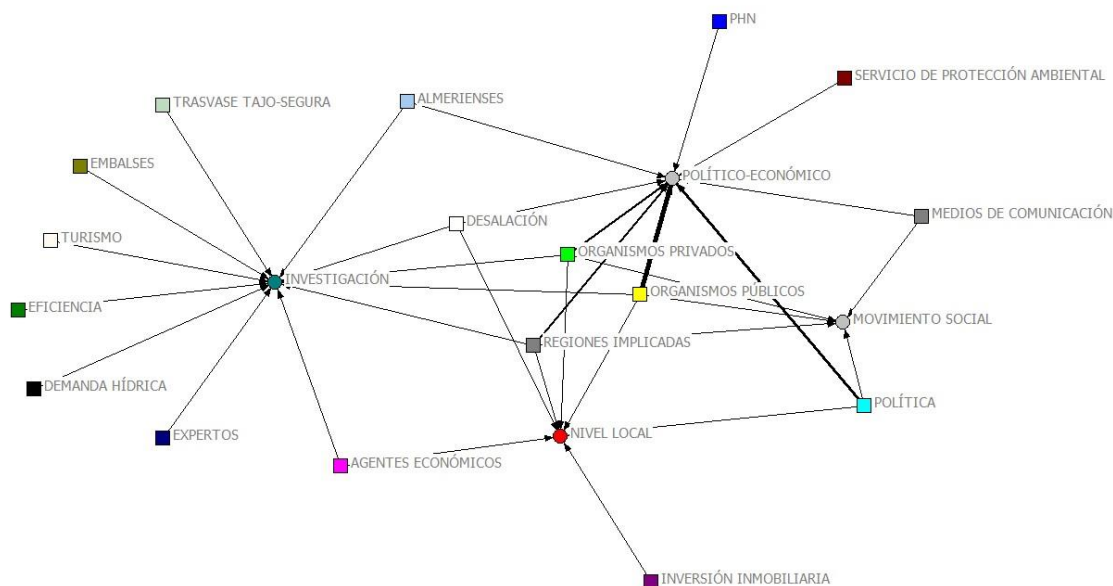 PHN
SERVICIO DE PROTECCIÓN AMBIENTAL
TRASVASE TAJO-SEGURA
ALMERIENSES
EMBALSES
POLÍTICO-ECONÓMICO
MEDIOS DE COMUNICACIÓN
DESALACIÓN
TURISMO
ORGANISMOS PRIVADOS
INVESTIGACIÓN
ORGANISMOS PÚBLICOS
EFICIENCIA
MOVIMIENTO SOCIAL
REGIONES IMPLICADAS
DEMANDA HÍDRICA
POLÍTICA
EXPERTOS
NIVEL LOCAL
AGENTES ECONÓMICOS
INVERSIÓN INMOBILIARIA